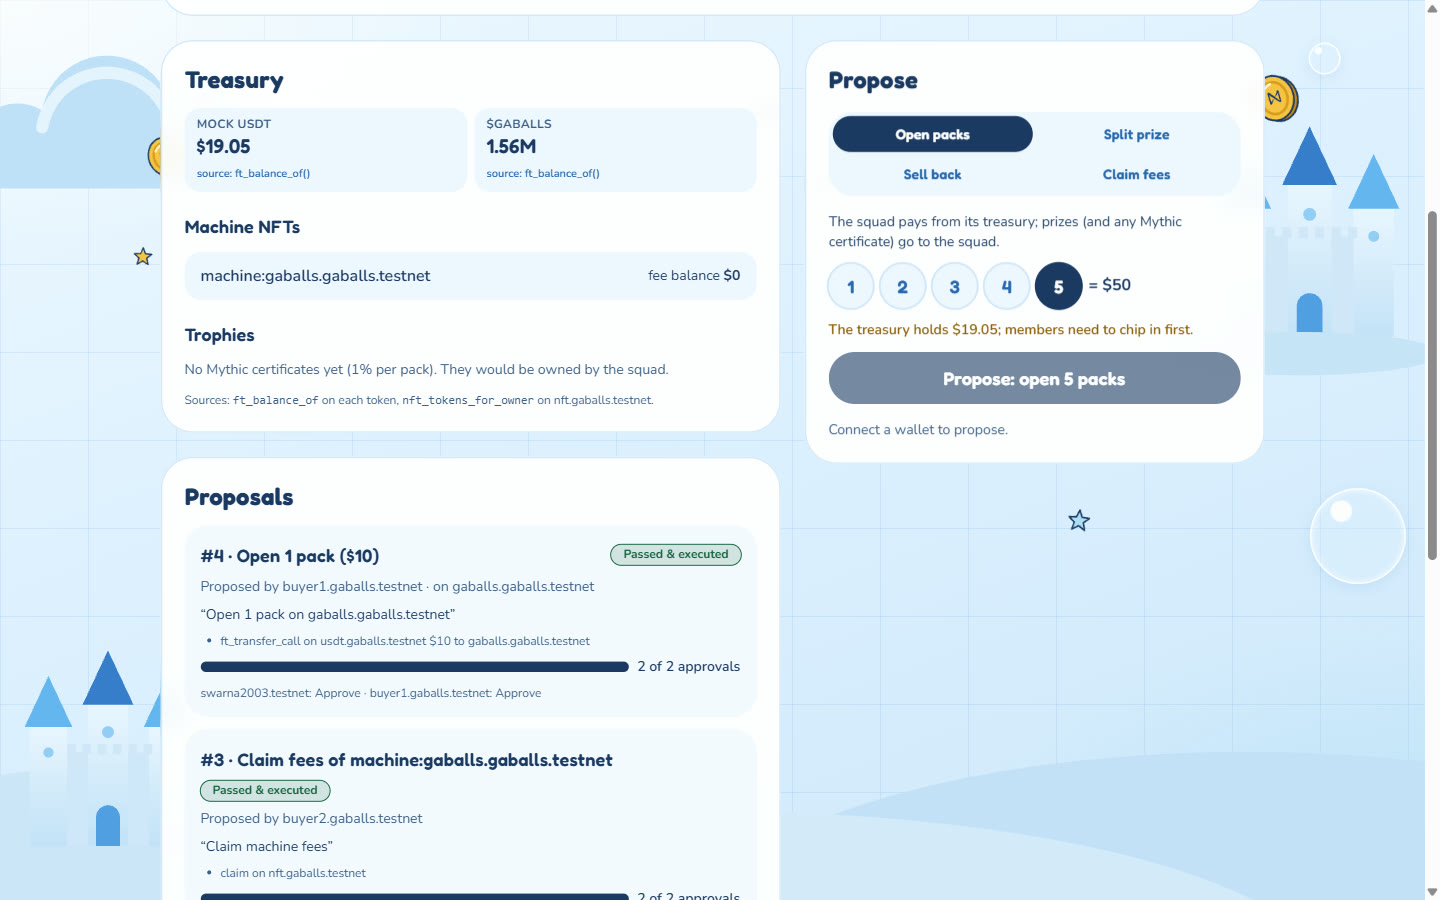 Treasury
MOCK USDT
$19.05
source: ft_balance_of()
$GABALLS
1.56M
source: ft_balance_of()
Machine NFTs
machine:gaballs.gaballs.testnet
fee balance $0
Trophies
No Mythic certificates yet (1% per pack). They would be owned by the squad.
Sources: ft_balance_of on each token, nft_tokens_for_owner on nft.gaballs.testnet.
Propose
Open packs
Split prize
Sell back
Claim fees
The squad pays from its treasury; prizes (and any Mythic
certificate) go to the squad.
1 2 3 4 5 = $50
The treasury holds $19.05; members need to chip in first.
Propose: open 5 packs
Connect a wallet to propose.
Proposals
#4 · Open 1 pack ($10)
Passed & executed
Proposed by buyer1.gaballs.testnet · on gaballs.gaballs.testnet
“Open 1 pack on gaballs.gaballs.testnet”
• ft_transfer_call on usdt.gaballs.testnet $10 to gaballs.gaballs.testnet
2 of 2 approvals
swarna2003.testnet: Approve · buyer1.gaballs.testnet: Approve
#3 · Claim fees of machine:gaballs.gaballs.testnet
Passed & executed
Proposed by buyer2.gaballs.testnet
“Claim machine fees”
• claim on nft.gaballs.testnet
2 of 2 approvals